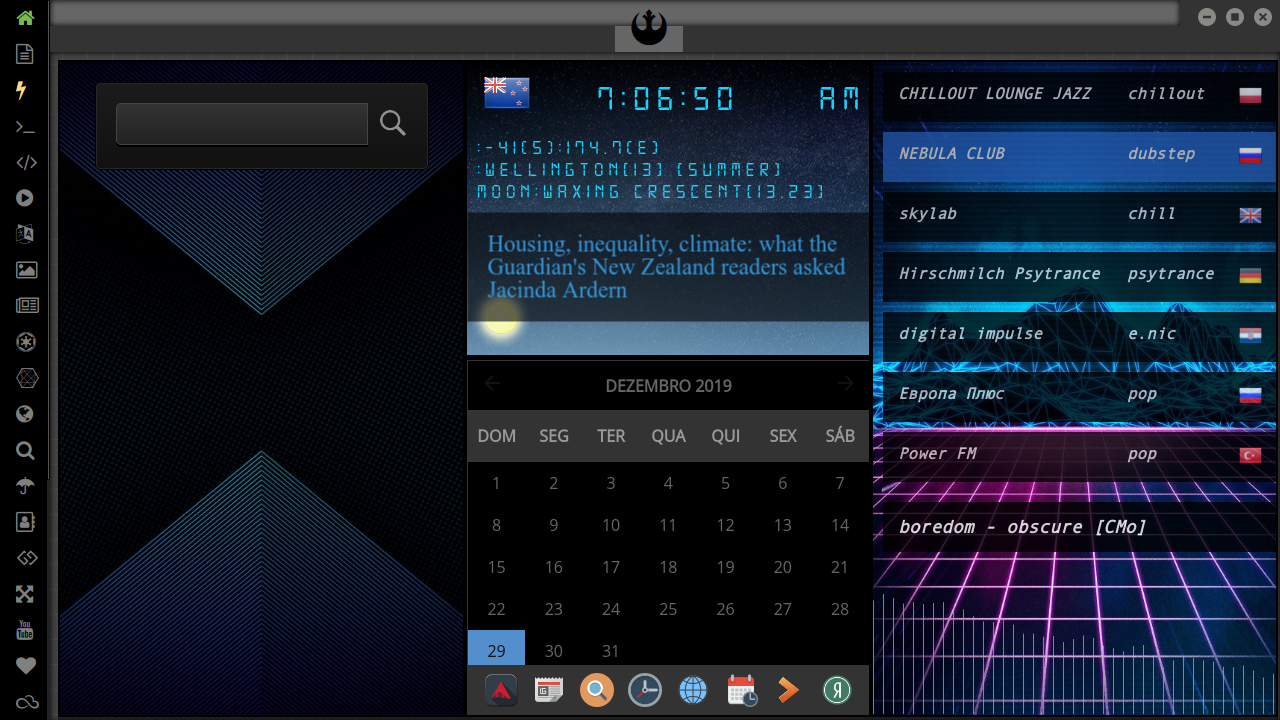 7:06:50 AM
:-41(S):174.7(E)
:WELLINGTON(13) (SUMMER)
MOON:WAXING CRESCENT(13.23)
Housing, inequality, climate: what the
Guardian's New Zealand readers asked
Jacinda Ardern
DEZEMBRO 2019
DOM SEG TER QUA QUI SEX SÁB
1 2 3 4 5 6 7
8 9 10 11 12 13 14
15 16 17 18 19 20 21
22 23 24 25 26 27 28
29 30 31
CHILLOUT LOUNGE JAZZ chillout
NEBULA CLUB dubstep
skylab chill
Hirschmilch Psytrance psytrance
digital impulse e.nic
Европа Плюс pop
Power FM pop
boredom - obscure [CMo]
You
Tube
Я